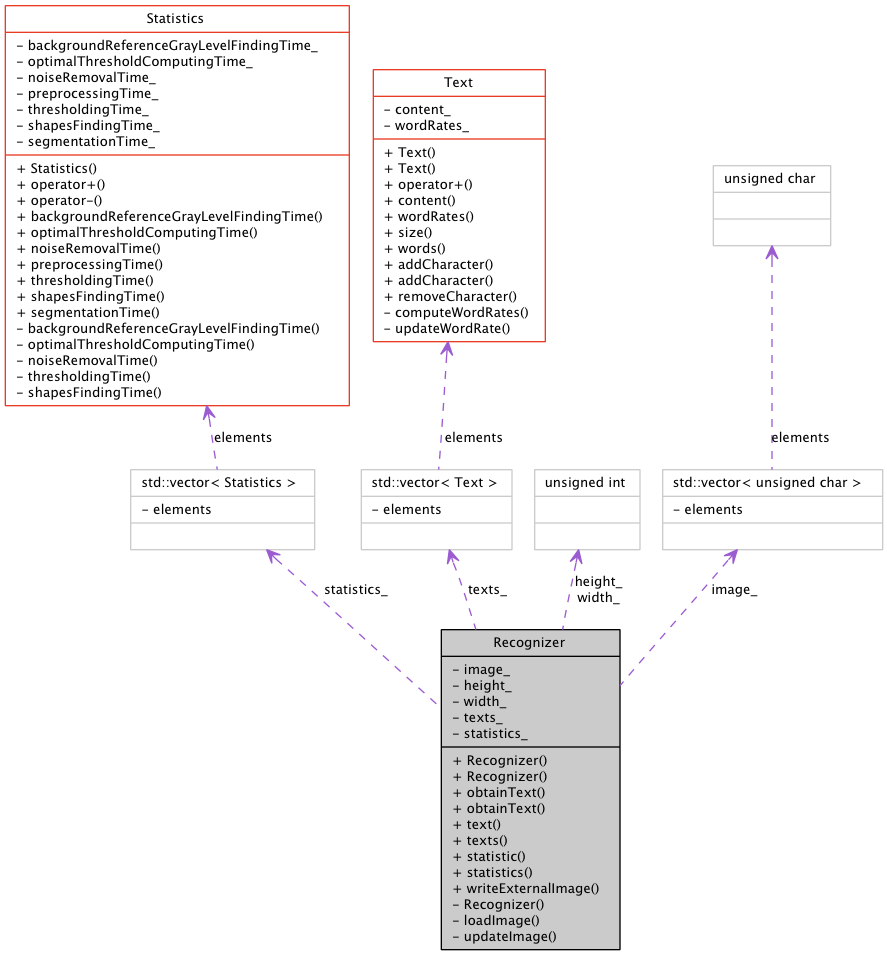 Statistics
- backgroundReferenceGrayLevelFindingTime_
- optimalThresholdComputingTime_
- noiseRemovalTime_
- preprocessingTime_
- thresholdingTime_
- shapesFindingTime_
- segmentationTime_
+ Statistics()
+ operator+()
+ operator-()
+ backgroundReferenceGrayLevelFindingTime()
+ optimalThresholdComputingTime()
+ noiseRemovalTime()
+ preprocessingTime()
+ thresholdingTime()
+ shapesFindingTime()
+ segmentationTime()
- backgroundReferenceGrayLevelFindingTime()
- optimalThresholdComputingTime()
- noiseRemovalTime()
- thresholdingTime()
- shapesFindingTime()
Text
- content_
- wordRates_
+ Text()
+ Text()
+ operator+()
+ content()
+ wordRates()
+ size()
+ words()
+ addCharacter()
+ addCharacter()
+ removeCharacter()
- computeWordRates()
- updateWordRate()
unsigned char
elements
elements
elements
std::vector< Statistics >
- elements
std::vector< Text >
- elements
unsigned int
std::vector< unsigned char >
- elements
statistics_
texts_
height_
width_
image_
Recognizer
- image_
- height_
- width_
- texts_
- statistics_
+ Recognizer()
+ Recognizer()
+ obtainText()
+ obtainText()
+ text()
+ texts()
+ statistic()
+ statistics()
+ writeExternalImage()
- Recognizer()
- loadImage()
- updateImage()